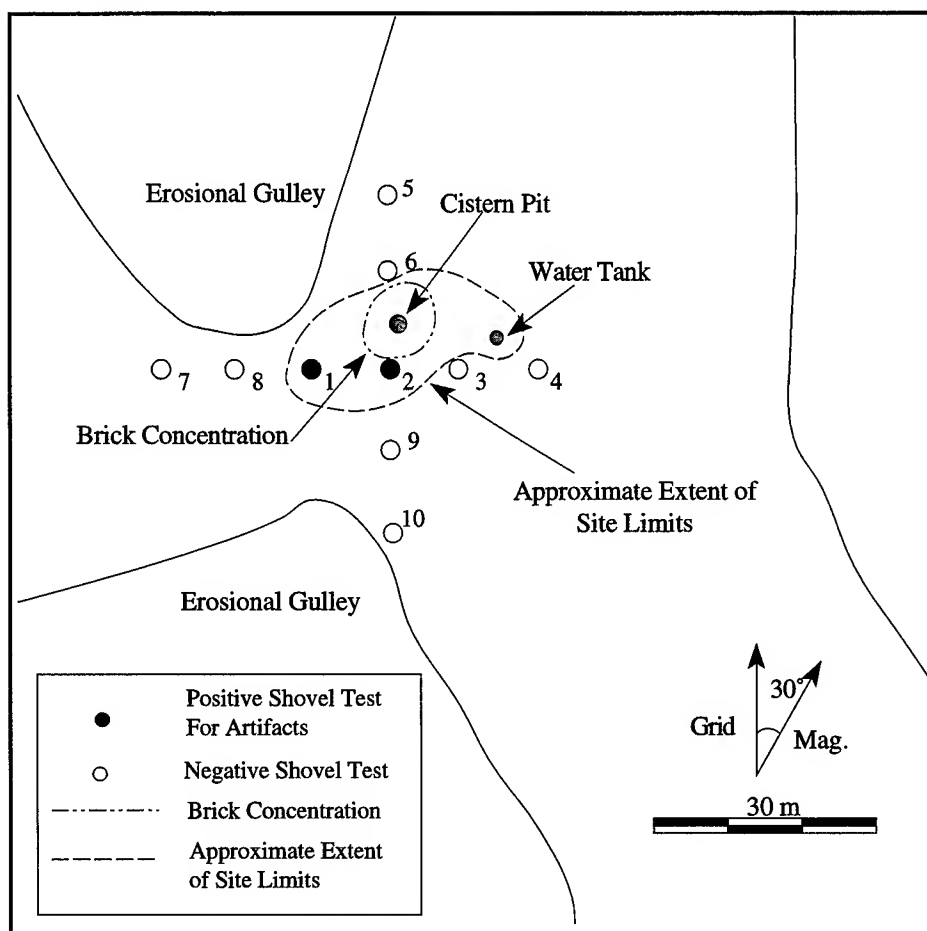 Erosional Gulley
5
Cistern Pit
6
Water Tank
7
8
1
2
3
4
Brick Concentration
9
Approximate Extent of
Site Limits
10
Erosional Gulley
Positive Shovel Test
For Artifacts
Negative Shovel Test
Brick Concentration
Approximate Extent
of Site Limits
30°
Grid
Mag.
30 m